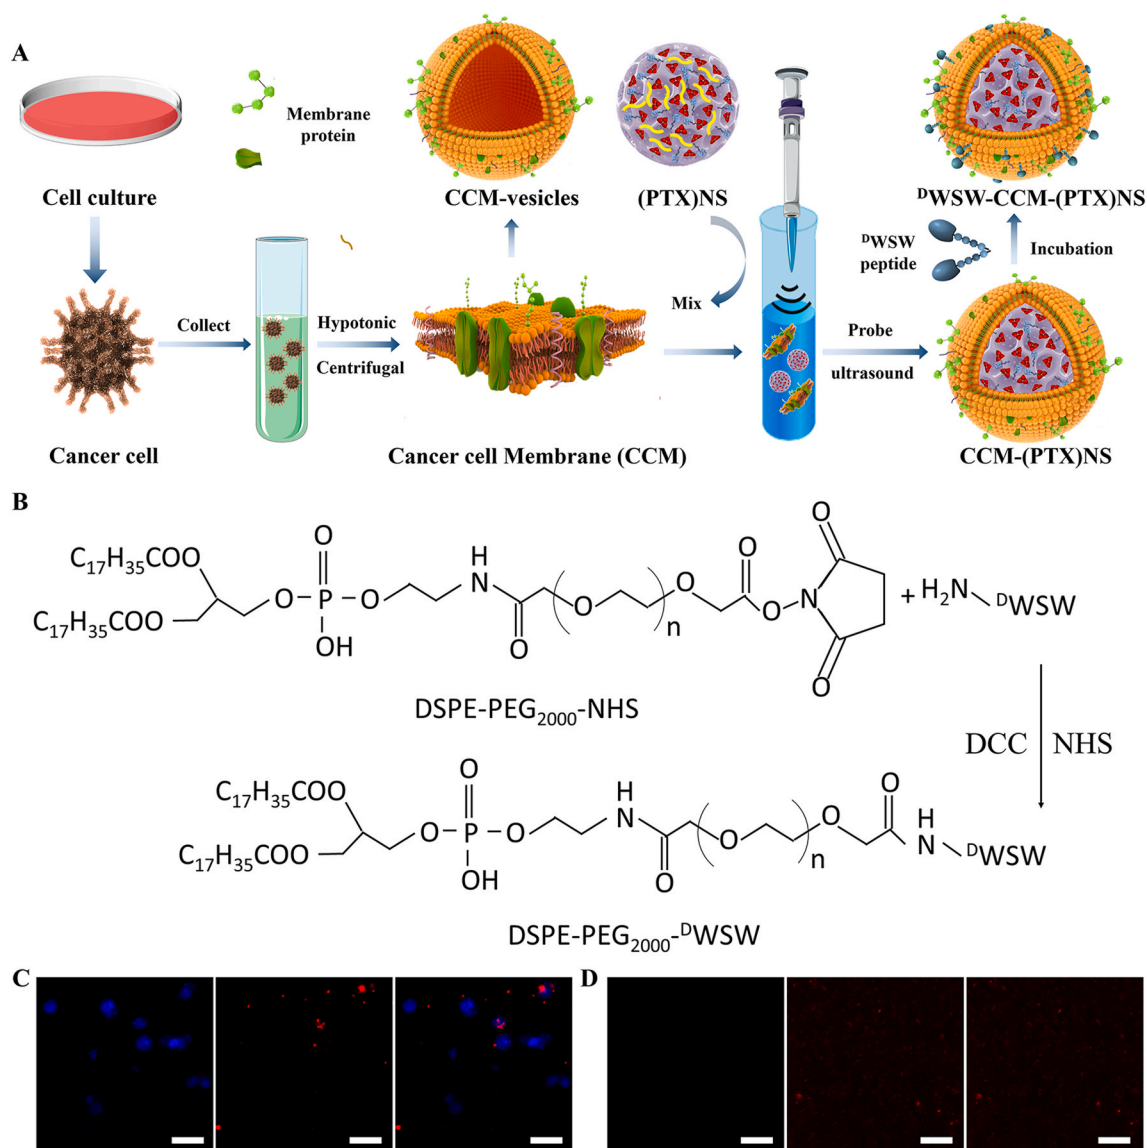 A
Membrane
protein
Cell culture
CCM-vesicles
(PTX)NS
ᴰWSW-CCM-(PTX)NS
ᴰWSW
peptide
Incubation
Mix
Collect
Hypotonic
Centrifugal
Probe
ultrasound
Cancer cell
Cancer cell Membrane (CCM)
CCM-(PTX)NS
B
C₁₇H₃₅COO
C₁₇H₃₅COO
O
O
P
O
OH
H
N
O
O
n
O
O
O
N
O
O
+ H₂N
ᴰWSW
DSPE-PEG₂₀₀₀-NHS
DCC
NHS
C₁₇H₃₅COO
C₁₇H₃₅COO
O
O
P
O
OH
H
N
O
O
n
O
O
H
N
ᴰWSW
DSPE-PEG₂₀₀₀-ᴰWSW
C
D